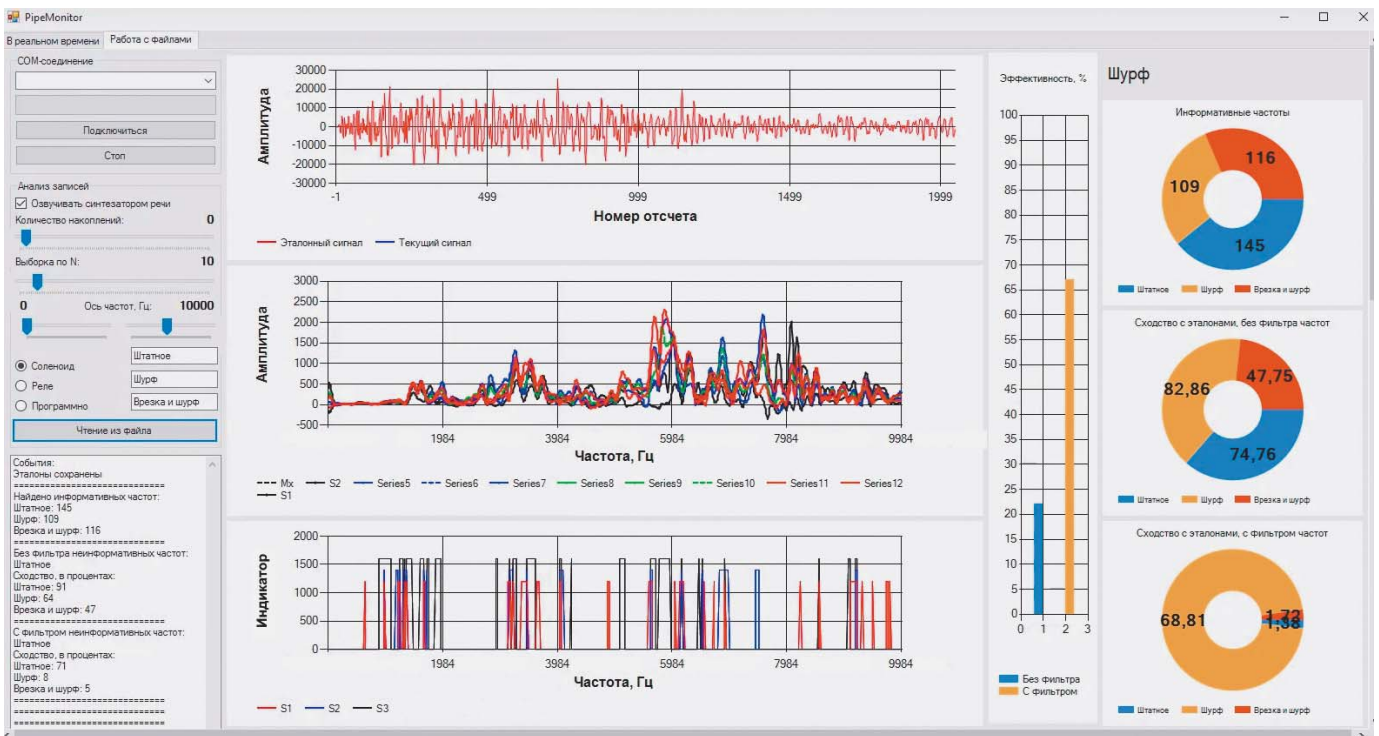 PipeMonitor
В реальном времени
Работа с файлами
COM-соединение
Подключиться
Стоп
Анализ записей
Озвучивать синтезатором речи
Количество накоплений: 0
Выборка по N: 10
0 Ось частот, Гц: 10000
Соленоид
Реле
Программно
Штатное
Шурф
Врезка и шурф
Чтение из файла
События:
Эталоны сохранены
=============================
Найдено информативных частот:
Штатное: 145
Шурф: 109
Врезка и шурф: 116
=============================
Без фильтра неинформативных частот:
Штатное
Сходство, в процентах:
Штатное: 91
Шурф: 64
Врезка и шурф: 47
=============================
С фильтром неинформативных частот:
Штатное
Сходство, в процентах:
Штатное: 71
Шурф: 8
Врезка и шурф: 5
=============================
=============================
=============================
Амплитуда
30000
20000
10000
0
-10000
-20000
-30000
-1 499 999 1499 1999
Номер отсчета
Эталонный сигнал Текущий сигнал
Амплитуда
3000
2500
2000
1500
1000
500
0
-500
1984 3984 5984 7984 9984
Частота, Гц
Mx S2 Series5 Series6 Series7 Series8 Series9 Series10 Series11 Series12
S1
Индикатор
2000
1500
1000
500
0
1984 3984 5984 7984 9984
Частота, Гц
S1 S2 S3
Эффективность, %
100
95
90
85
80
75
70
65
60
55
50
45
40
35
30
25
20
15
10
5
0
0 1 2 3
Без фильтра
С фильтром
Шурф
Информативные частоты
116
109
145
Штатное Шурф Врезка и шурф
Сходство с эталонами, без фильтра частот
47,75
82,86
74,76
Штатное Шурф Врезка и шурф
Сходство с эталонами, с фильтром частот
68,81
1,72
1,38
Штатное Шурф Врезка и шурф